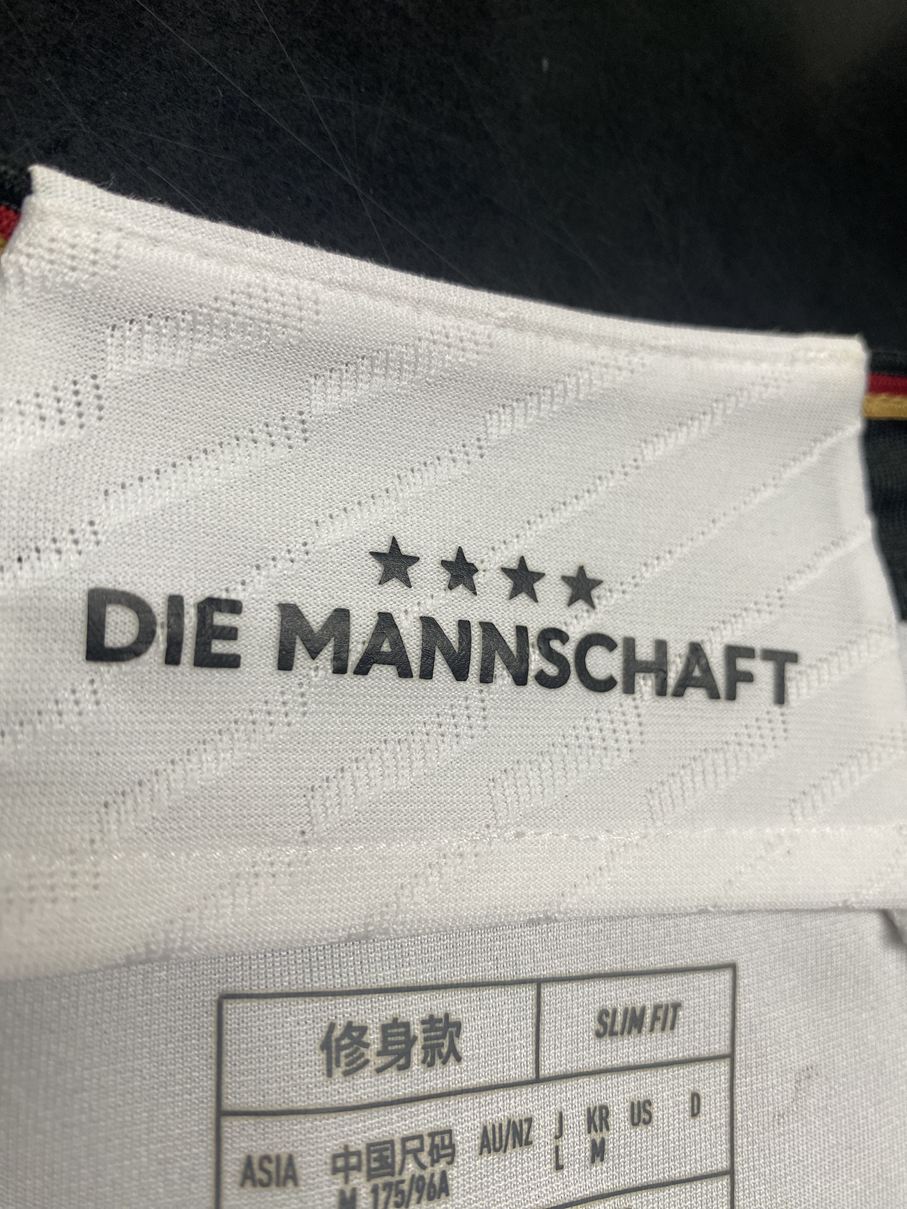 ★★★★
DIE MANNSCHAFT
修身款 SLIM FIT
ASIA 中国尺码 AU/NZ J KR US D
M 175/96A L M